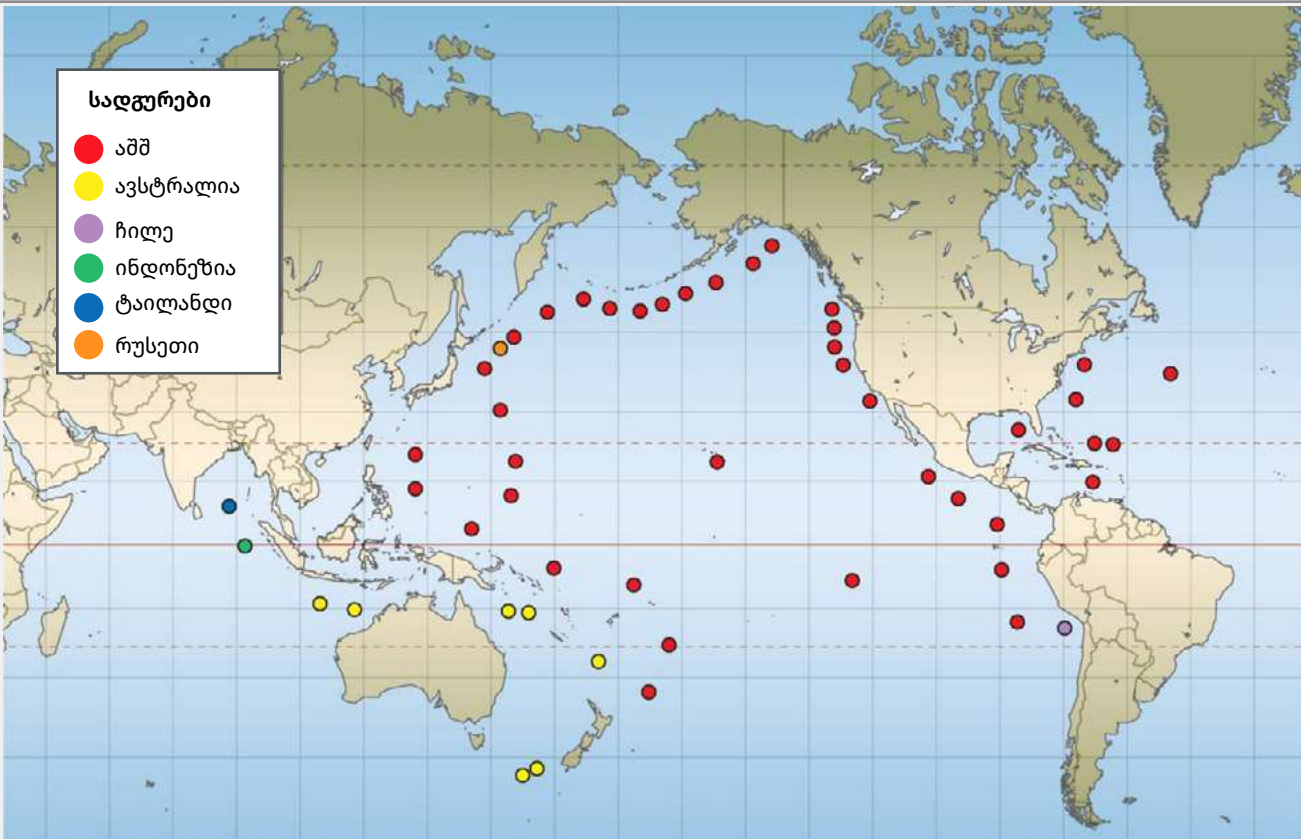 სადგურები
აშშ
ავსტრალია
ჩილე
ინდონეზია
ტაილანდი
რუსეთი